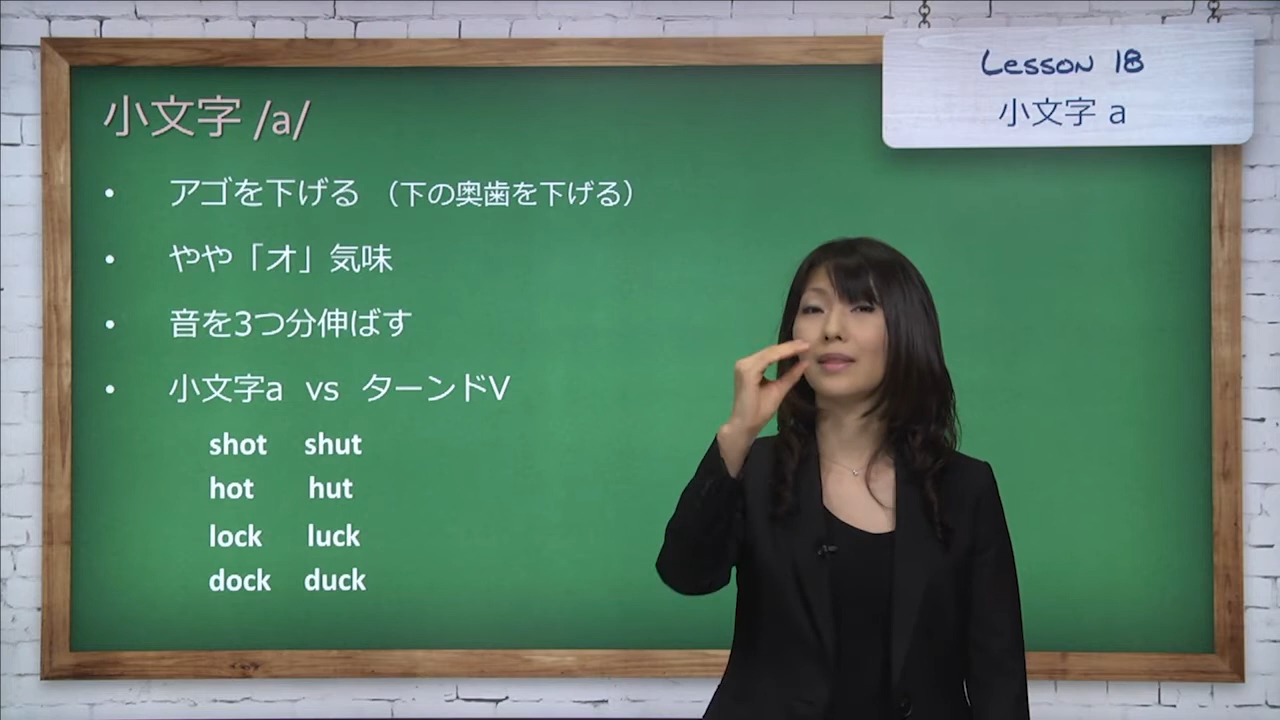 小文字 /a/
• アゴを下げる （下の奥歯を下げる）
• やや「オ」気味
• 音を3つ分伸ばす
• 小文字a vs ターンドV
shot shut
hot hut
lock luck
dock duck
Lesson 18
小文字 a